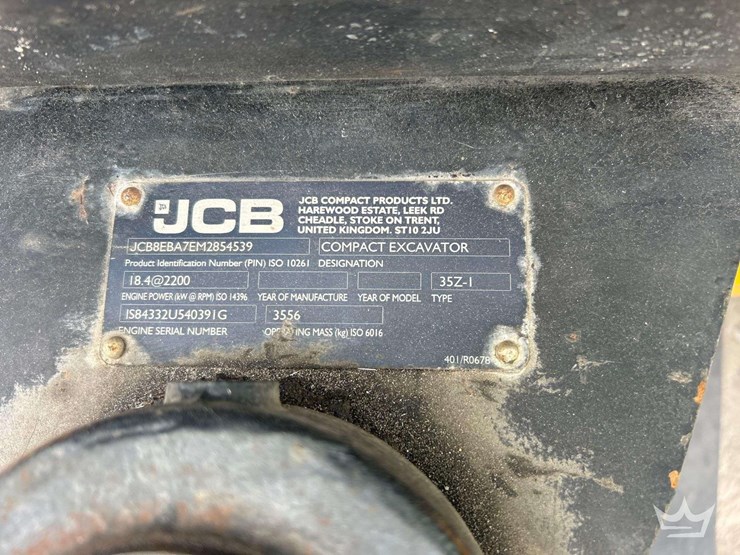 JCB
JCB COMPACT PRODUCTS LTD.
HAREWOOD ESTATE, LEEK RD
CHEADLE, STOKE ON TRENT,
UNITED KINGDOM. ST10 2JU
JCB8EBA7EM2854539 COMPACT EXCAVATOR
Product Identification Number (PIN) ISO 10261 DESIGNATION
18.4@2200 35Z-1
ENGINE POWER (kW @ RPM) ISO 14396 YEAR OF MANUFACTURE YEAR OF MODEL TYPE
IS84332U540391G 3556
ENGINE SERIAL NUMBER OPERATING MASS (kg) ISO 6016
401/R0678